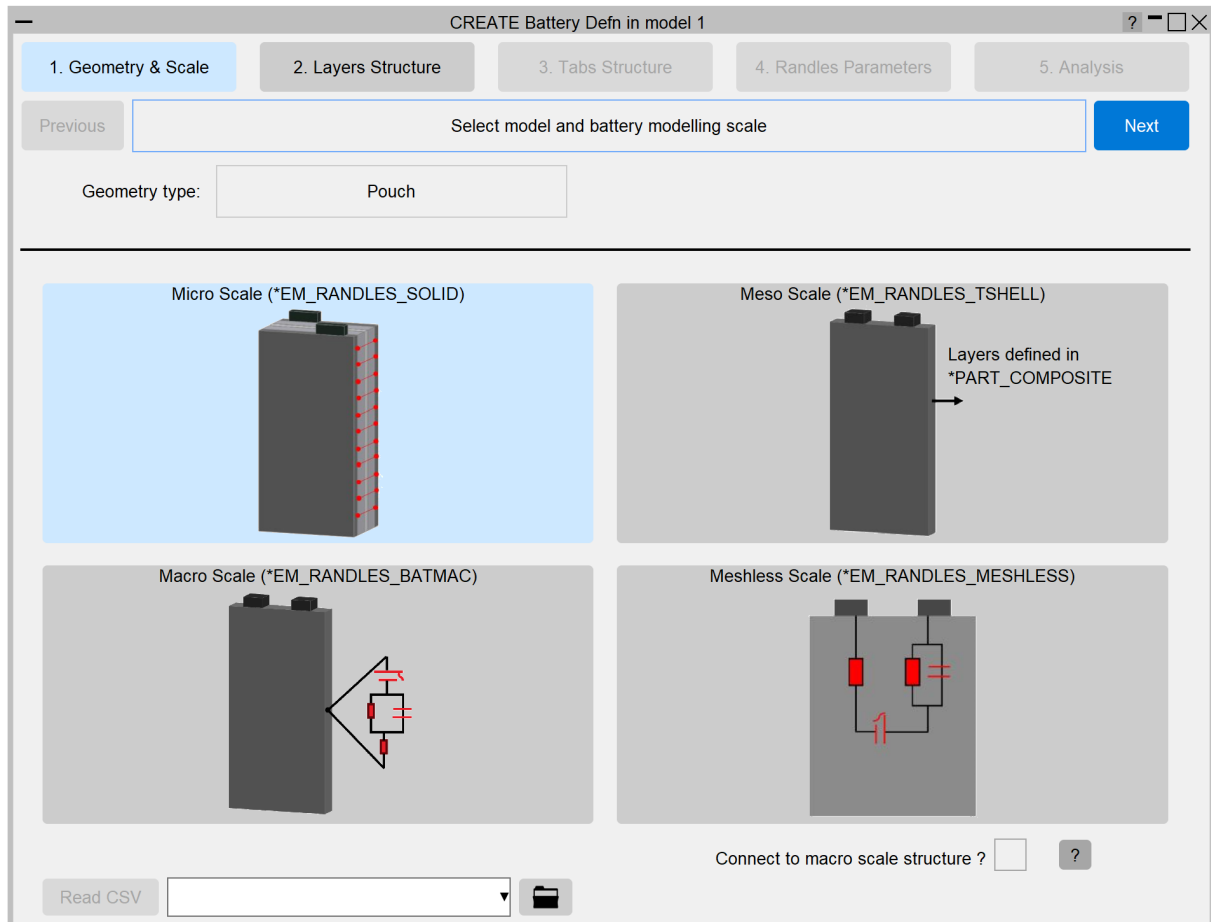 CREATE Battery Defn in model 1
?
1. Geometry & Scale
2. Layers Structure
3. Tabs Structure
4. Randles Parameters
5. Analysis
Previous
Select model and battery modelling scale
Next
Geometry type:
Pouch
Micro Scale (*EM_RANDLES_SOLID)
Meso Scale (*EM_RANDLES_TSHELL)
Layers defined in
*PART_COMPOSITE
Macro Scale (*EM_RANDLES_BATMAC)
Meshless Scale (*EM_RANDLES_MESHLESS)
Connect to macro scale structure ?
?
Read CSV